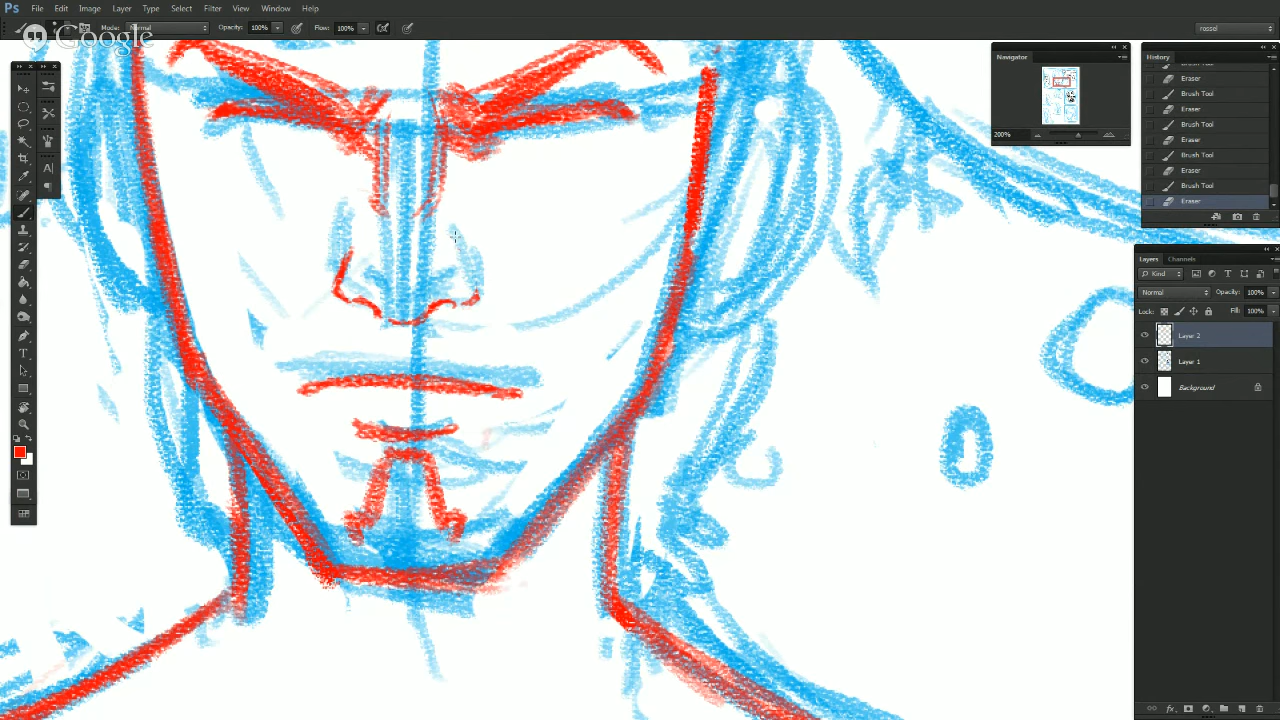 Ps File Edit Image Layer Type Select Filter View Window Help
Mode: Normal Opacity: 100% Flow: 100% rossel
Google
Navigator
200%
History
Eraser
Brush Tool
Eraser
Brush Tool
Eraser
Brush Tool
Eraser
Brush Tool
Eraser
Layers Channels
Kind
Normal Opacity: 100%
Lock: Fill: 100%
Layer 2
Layer 1
Background